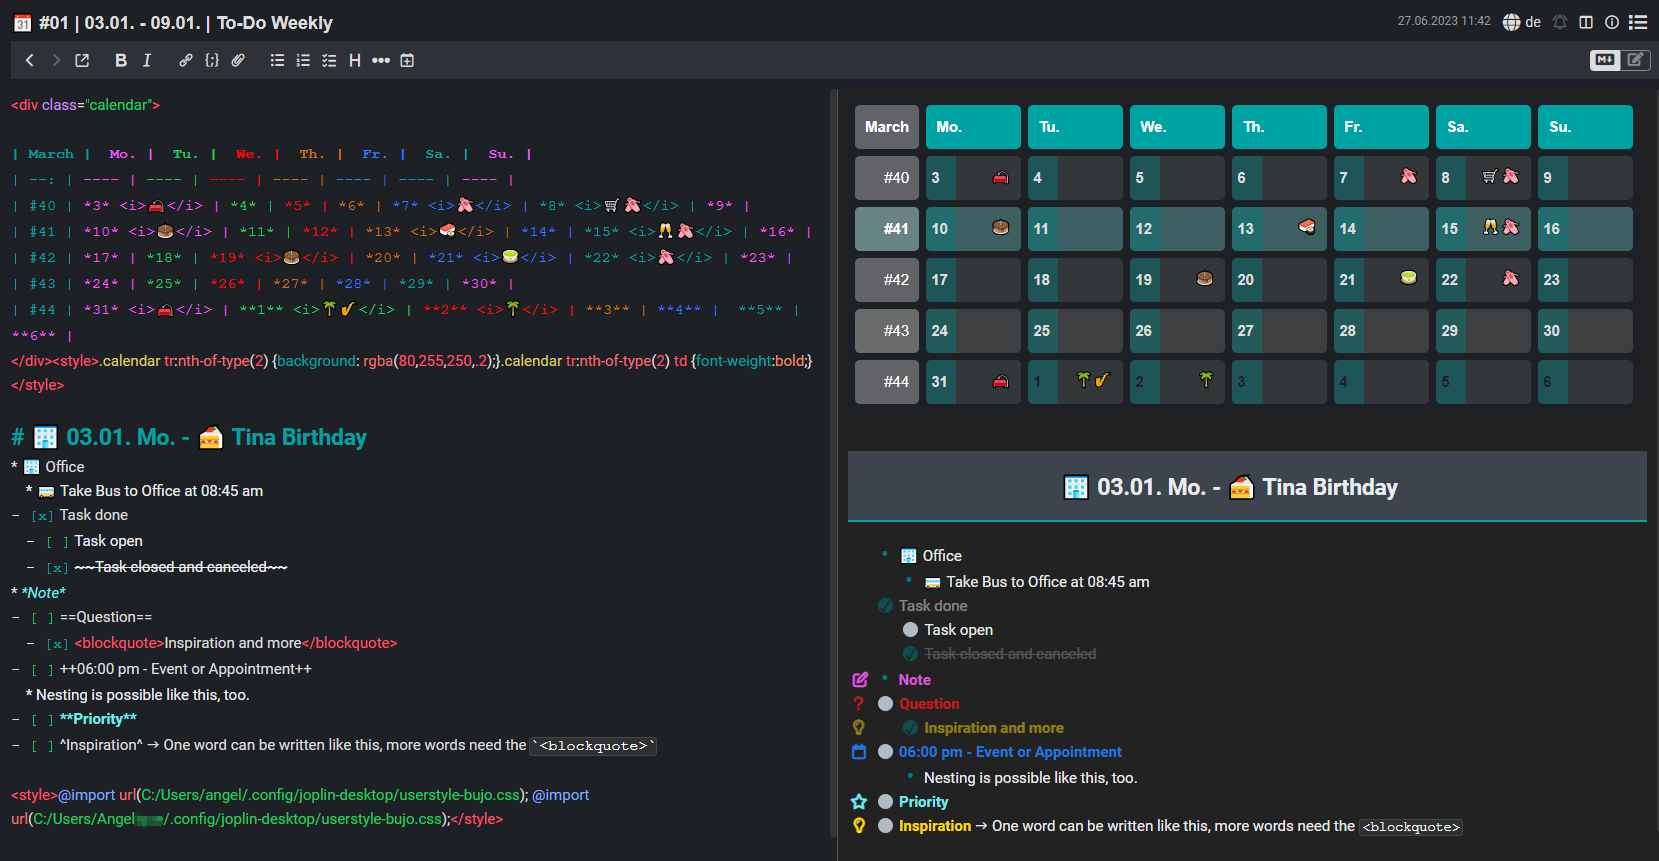 #01 | 03.01. - 09.01. | To-Do Weekly
27.06.2023 11:42 de
<div class="calendar">
| March | Mo. | Tu. | We. | Th. | Fr. | Sa. | Su. |
| --: | ---- | ---- | ---- | ---- | ---- | ---- | ---- |
| #40 | *3* <i>🚘</i> | *4* | *5* | *6* | *7* <i>🩰</i> | *8* <i>🛒🩰</i> | *9* |
| #41 | *10* <i>🥮</i> | *11* | *12* | *13* <i>🍣</i> | *14* | *15* <i>🥂🩰</i> | *16* |
| #42 | *17* | *18* | *19* <i>🥮</i> | *20* | *21* <i>🍵</i> | *22* <i>🩰</i> | *23* |
| #43 | *24* | *25* | *26* | *27* | *28* | *29* | *30* |
| #44 | *31* <i>🚘</i> | **1** <i>🌴🎷</i> | **2** <i>🌴</i> | **3** | **4** | **5** |
**6** |
</div><style>.calendar tr:nth-of-type(2) {background: rgba(80,255,250,.2);}.calendar tr:nth-of-type(2) td {font-weight:bold;}
</style>
# 🏢 03.01. Mo. - 🍰 Tina Birthday
* 🏢 Office
* 🚌 Take Bus to Office at 08:45 am
- [x] Task done
- [ ] Task open
- [x] ~~Task closed and canceled~~
* *Note*
- [ ] ==Question==
- [x] <blockquote>Inspiration and more</blockquote>
- [ ] ++06:00 pm - Event or Appointment++
* Nesting is possible like this, too.
- [ ] **Priority**
- [ ] ^Inspiration^ → One word can be written like this, more words need the `<blockquote>`
<style>@import url(C:/Users/angel/.config/joplin-desktop/userstyle-bujo.css); @import
url(C:/Users/Angel/.config/joplin-desktop/userstyle-bujo.css);</style>
March Mo. Tu. We. Th. Fr. Sa. Su.
#40 3 4 5 6 7 8 9
#41 10 11 12 13 14 15 16
#42 17 18 19 20 21 22 23
#43 24 25 26 27 28 29 30
#44 31 1 2 3 4 5 6
🏢 03.01. Mo. - 🍰 Tina Birthday
🏢 Office
🚌 Take Bus to Office at 08:45 am
Task done
Task open
Task closed and canceled
Note
Question
Inspiration and more
06:00 pm - Event or Appointment
Nesting is possible like this, too.
Priority
Inspiration → One word can be written like this, more words need the <blockquote>